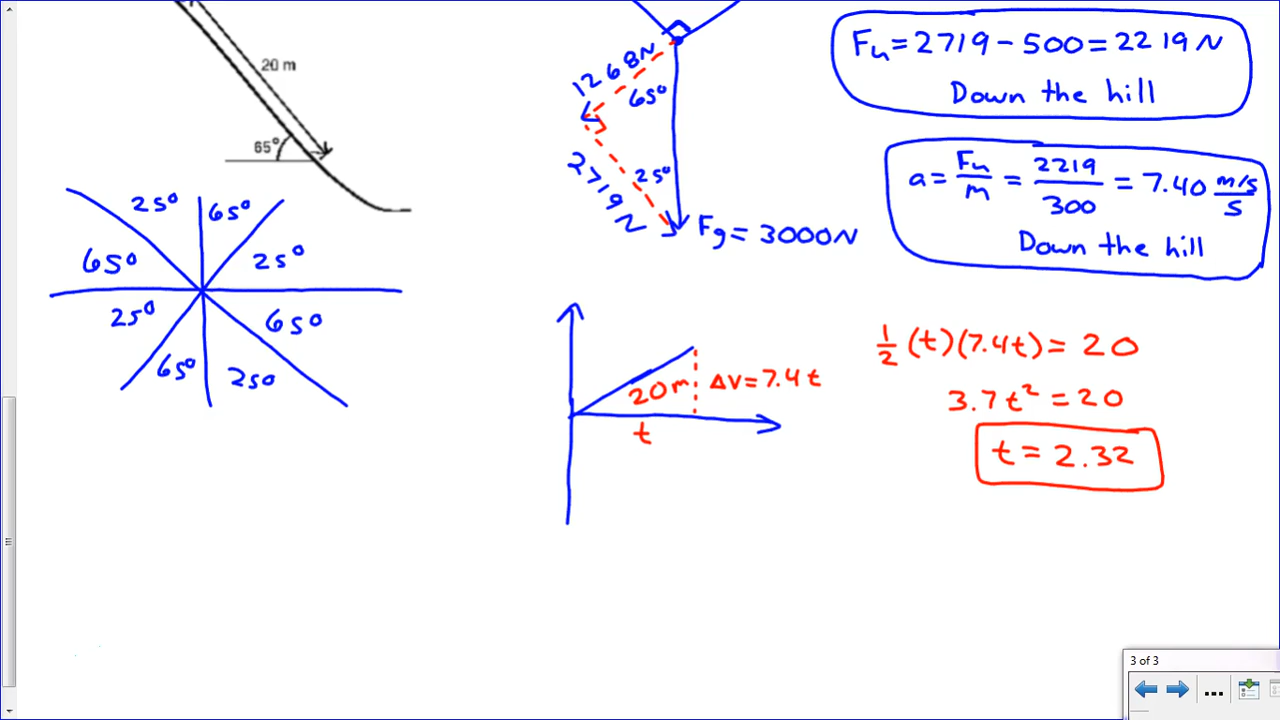 20 m
65°
25°
65°
65°
25°
25°
65°
65°
25°
1268N
65°
25°
2719N
Fg = 3000N
Fn = 2719 - 500 = 2219 N
Down the hill
a = Fn/m = 2219/300 = 7.40 m/s/s
Down the hill
20m
Δv = 7.4t
t
1/2 (t)(7.4t) = 20
3.7t² = 20
t = 2.32
3 of 3